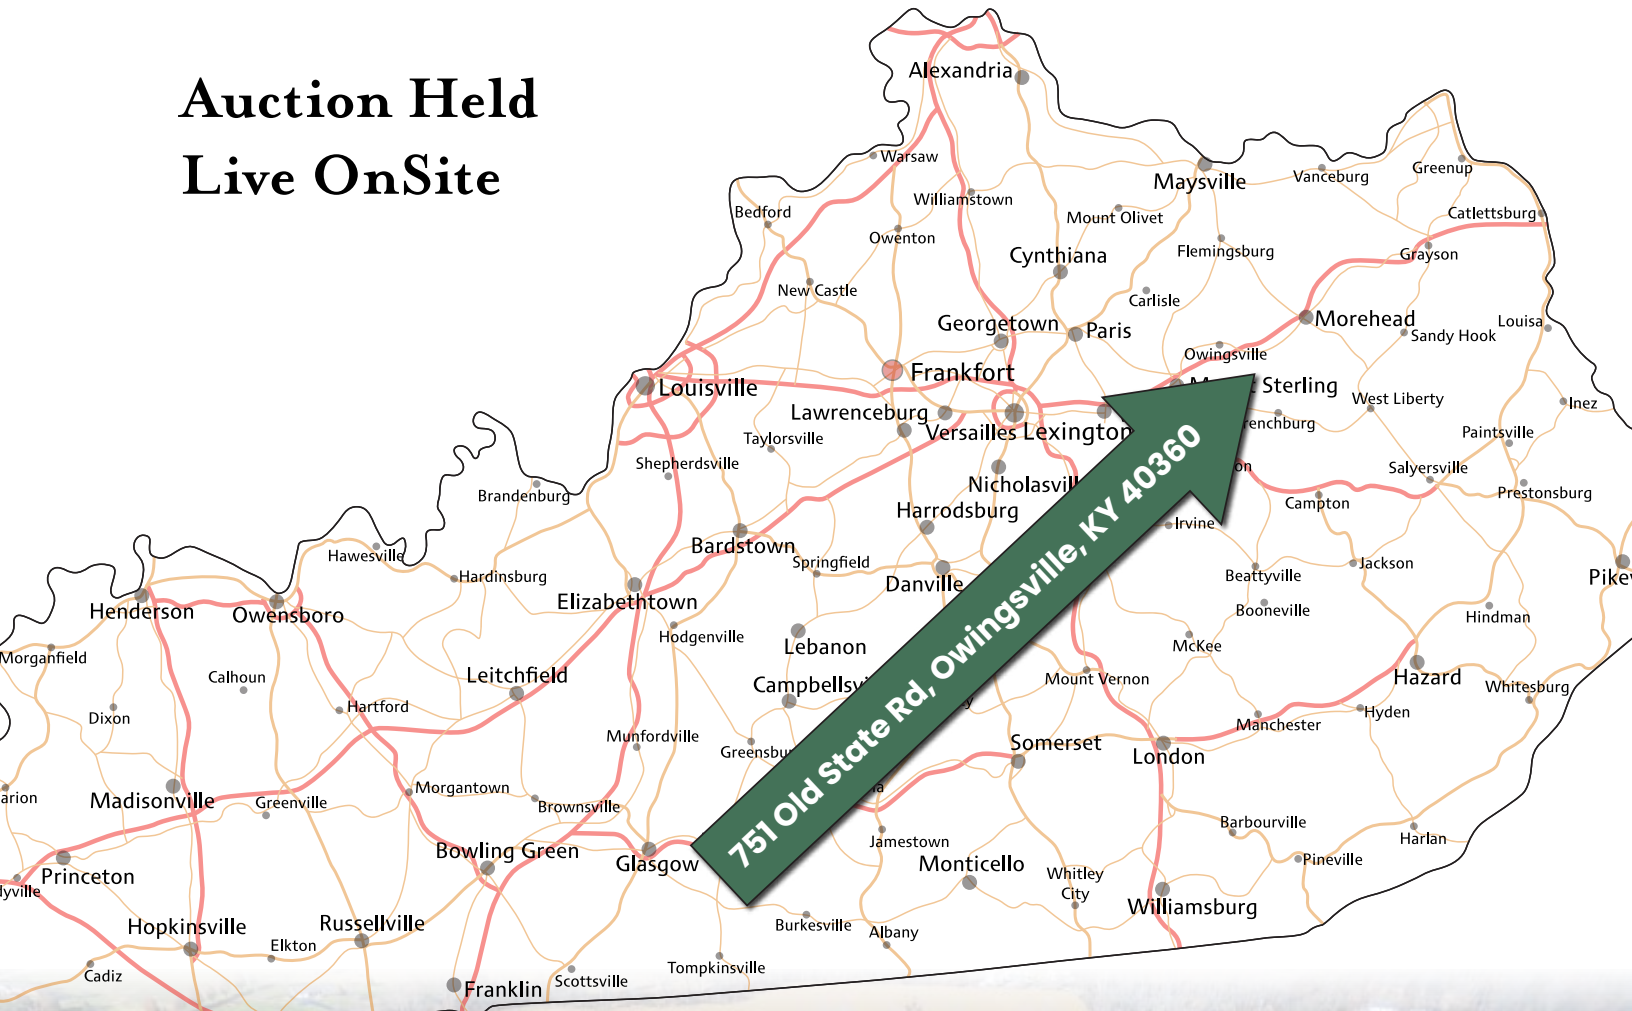 Auction Held
Live OnSite
Alexandria
Warsaw
Williamstown
Maysville
Vanceburg
Greenup
Bedford
Owenton
Mount Olivet
Catlettsburg
Cynthiana
Flemingsburg
Grayson
New Castle
Carlisle
Georgetown
Paris
Morehead
Sandy Hook
Louisa
Owingsville
Frankfort
Louisville
Sterling
West Liberty
Inez
Lawrenceburg
Versailles
Lexington
Taylorsville
Paintsville
Shepherdsville
Salyersville
Brandenburg
Prestonsburg
Campton
Harrodsburg
Irvine
Bardstown
Hawesville
Springfield
Hardinsburg
Danville
Beattyville
Jackson
Henderson
Owensboro
Elizabethtown
Booneville
Hindman
Hodgenville
Lebanon
McKee
Morganfield
Calhoun
Leitchfield
Mount Vernon
Hazard
Whitesburg
Dixon
Hartford
Manchester
Hyden
Munfordville
Somerset
London
Madisonville
Greenville
Morgantown
Brownsville
Barbourville
Harlan
Jamestown
Bowling Green
Glasgow
Monticello
Pineville
Princeton
Whitley
City
Williamsburg
Hopkinsville
Russellville
Burkesville
Albany
Elkton
Cadiz
Tompkinsville
Scottsville
Franklin
751 Old State Rd, Owingsville, KY 40360